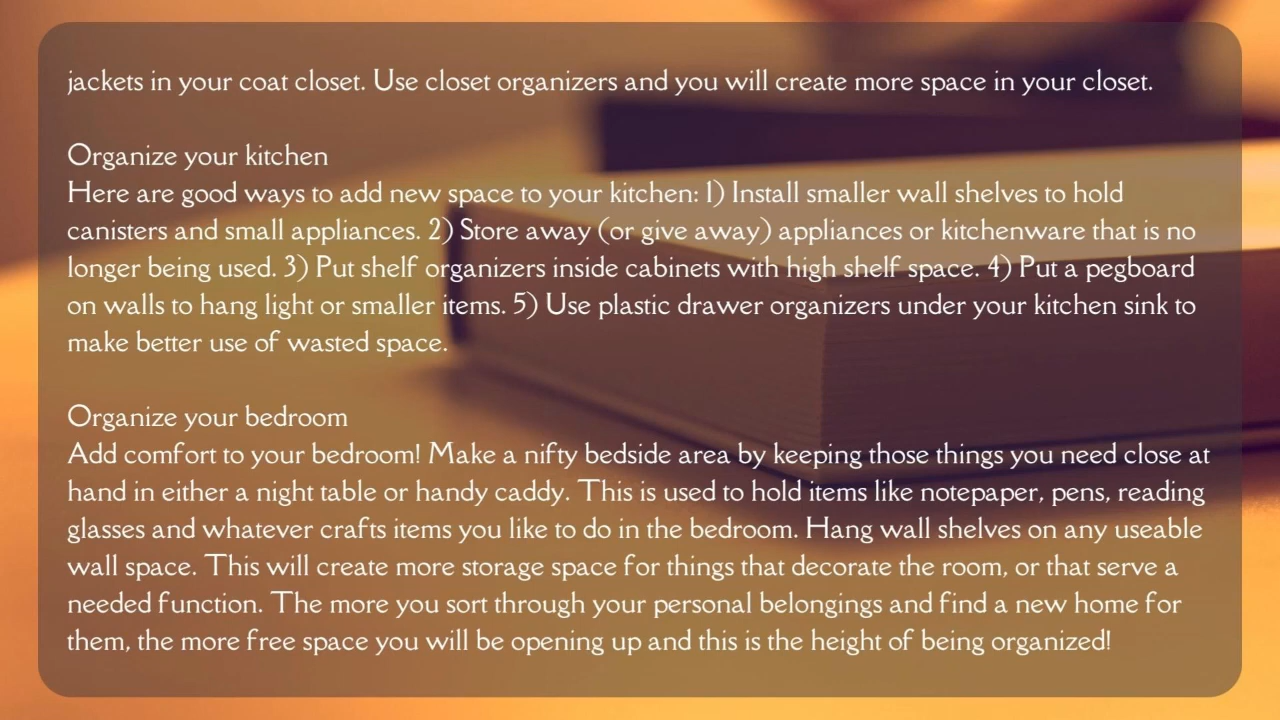 jackets in your coat closet. Use closet organizers and you will create more space in your closet.
Organize your kitchen
Here are good ways to add new space to your kitchen: 1) Install smaller wall shelves to hold
canisters and small appliances. 2) Store away (or give away) appliances or kitchenware that is no
longer being used. 3) Put shelf organizers inside cabinets with high shelf space. 4) Put a pegboard
on walls to hang light or smaller items. 5) Use plastic drawer organizers under your kitchen sink to
make better use of wasted space.
Organize your bedroom
Add comfort to your bedroom! Make a nifty bedside area by keeping those things you need close at
hand in either a night table or handy caddy. This is used to hold items like notepaper, pens, reading
glasses and whatever crafts items you like to do in the bedroom. Hang wall shelves on any useable
wall space. This will create more storage space for things that decorate the room, or that serve a
needed function. The more you sort through your personal belongings and find a new home for
them, the more free space you will be opening up and this is the height of being organized!